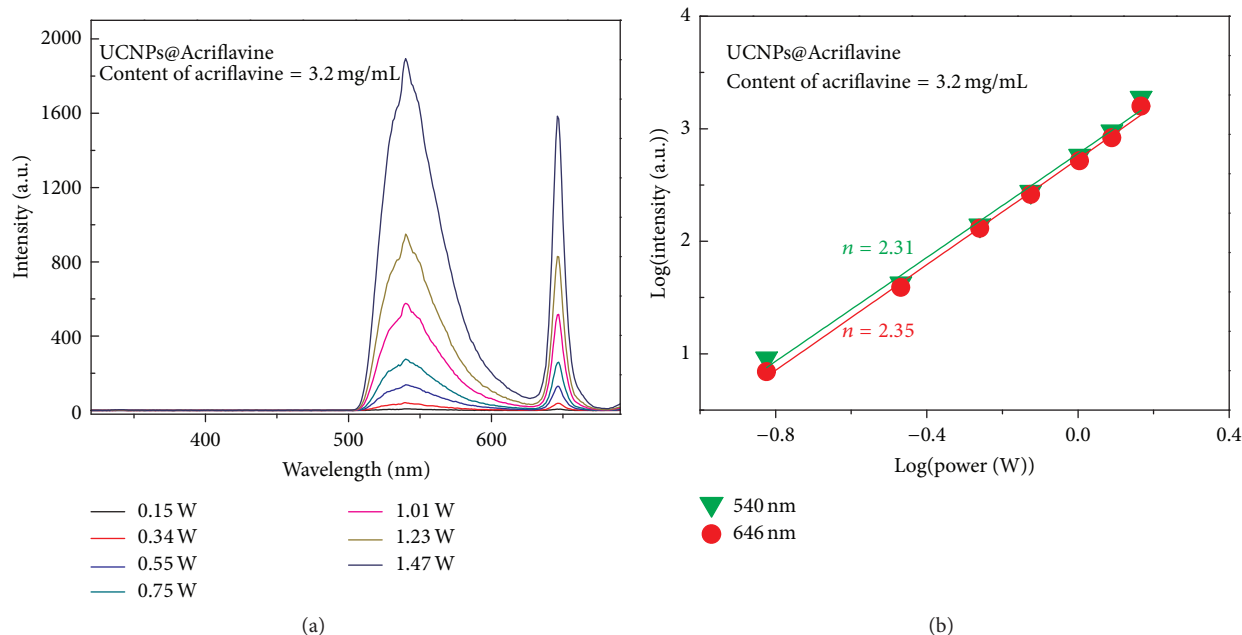 UCNPs@Acriflavine
Content of acriflavine = 3.2 mg/mL
2000
1600
1200
800
400
0
Intensity (a.u.)
400
500
600
Wavelength (nm)
0.15 W
0.34 W
0.55 W
0.75 W
1.01 W
1.23 W
1.47 W
(a)
UCNPs@Acriflavine
Content of acriflavine = 3.2 mg/mL
4
3
2
1
Log(intensity (a.u.))
n = 2.31
n = 2.35
−0.8
−0.4
0.0
0.4
Log(power (W))
540 nm
646 nm
(b)